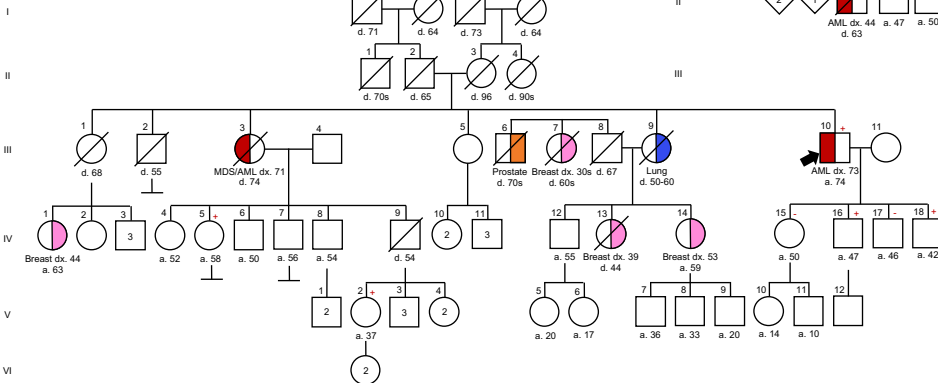 I
II
d. 71
d. 64
d. 73
d. 64
AML dx. 44
a. 47
a. 50
d. 63
1
2
3
4
II
III
d. 70s
d. 65
d. 96
d. 90s
1
2
3
4
5
6
7
8
9
10
+
11
III
d. 68
d. 55
MDS/AML dx. 71
d. 74
Prostate
d. 70s
Breast dx. 30s
d. 60s
d. 67
Lung
d. 50-60
AML dx. 73
a. 74
1
2
3
4
5
+
6
7
8
9
10
11
12
13
14
15
-
16
+
17
-
18
+
IV
3
2
3
Breast dx. 44
a. 63
a. 52
a. 58
a. 50
a. 56
a. 54
d. 54
a. 55
Breast dx. 39
d. 44
Breast dx. 53
a. 59
a. 50
a. 47
a. 46
a. 42
1
2
+
3
4
5
6
7
8
9
10
11
12
V
2
3
2
a. 37
a. 20
a. 17
a. 36
a. 33
a. 20
a. 14
a. 10
VI
2